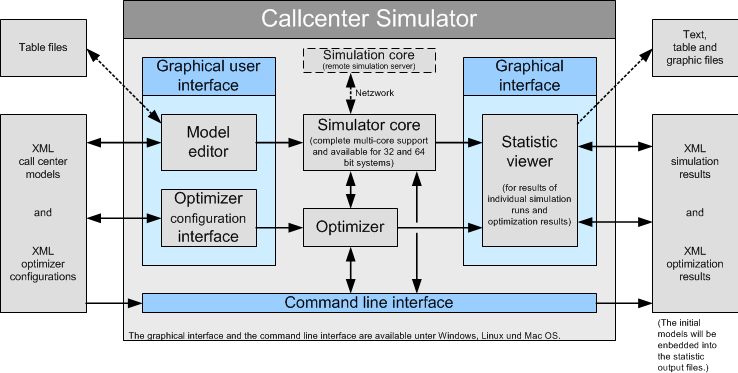 Callcenter Simulator
Table files
Graphical user
interface
Simulation core
(remote simulation server)
Netzwork
Graphical
interface
Text,
table and
graphic files
XML
call center
models
and
XML
optimizer
configurations
Model
editor
Optimizer
configuration
interface
Simulator core
(complete multi-core support
and available for 32 and 64
bit systems)
Optimizer
Statistic
viewer
(for results of
individual simulation
runs and
optimization results)
XML
simulation
results
and
XML
optimization
results
Command line interface
The graphical interface and the command line interface are available unter Windows, Linux und Mac OS.
(The initial
models will be
enbedded into
the statistic
output files.)